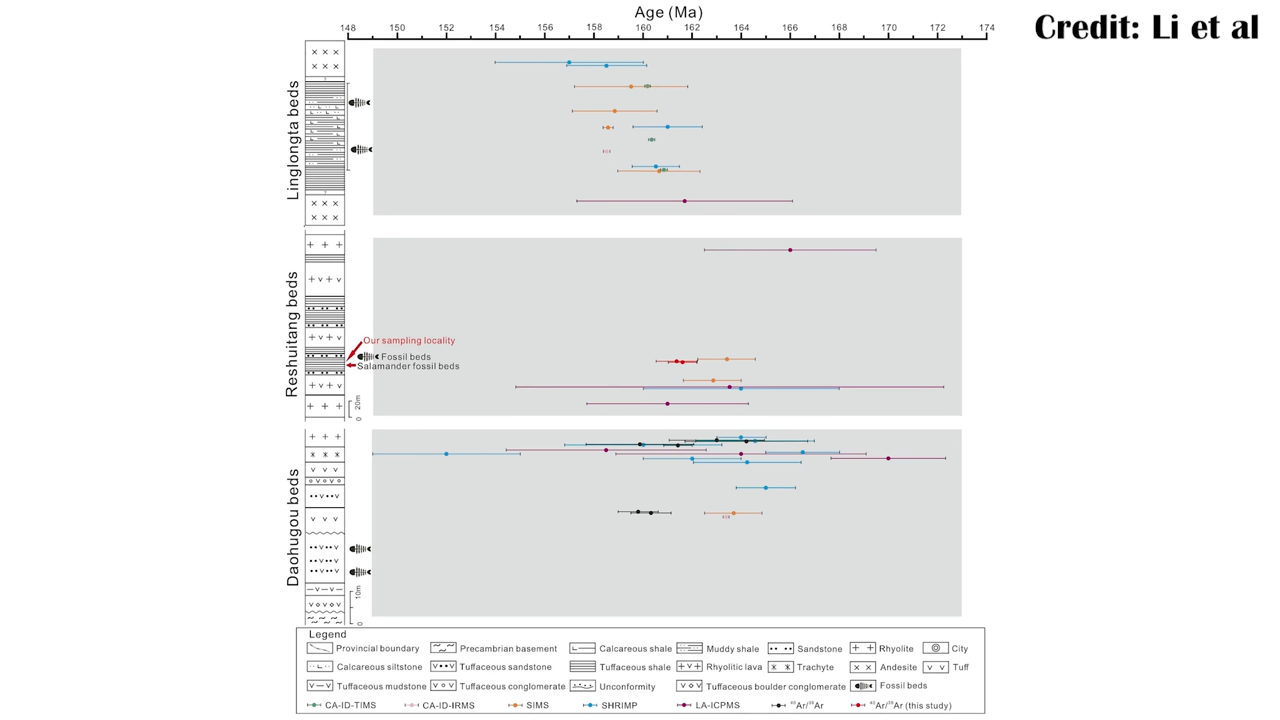 Age (Ma)
Credit: Li et al
148 150 152 154 156 158 160 162 164 166 168 170 172 174
Linglongta beds
Reshuitang beds
Our sampling locality
Fossil beds
Salamander fossil beds
20m
0
Daohugou beds
10m
0
Legend
Provincial boundary Precambrian basement Calcareous shale Muddy shale Sandstone Rhyolite City
Calcareous siltstone Tuffaceous sandstone Tuffaceous shale Rhyolitic lava Trachyte Andesite Tuff
Tuffaceous mudstone Tuffaceous conglomerate Unconformity Tuffaceous boulder conglomerate Fossil beds
CA-ID-TIMS CA-ID-IRMS SIMS SHRIMP LA-ICPMS ⁴⁰Ar/³⁹Ar ⁴⁰Ar/³⁹Ar (this study)